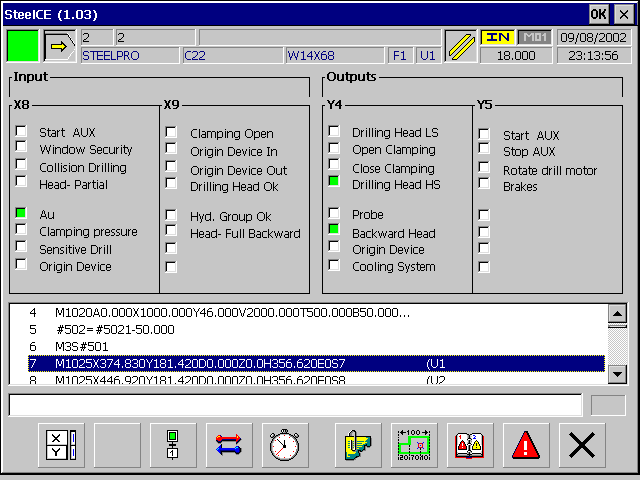 SteelCE (1.03) OK
2 2 IN M01 09/08/2002
STEELPRO C22 W14X68 F1 U1 18.000 23:13:56
Input Outputs
X8 X9 Y4 Y5
Start AUX Clamping Open Drilling Head LS Start AUX
Window Security Origin Device In Open Clamping Stop AUX
Collision Drilling Origin Device Out Close Clamping Rotate drill motor
Head- Partial Drilling Head Ok Drilling Head HS Brakes
Au Hyd. Group Ok Probe
Clamping pressure Head- Full Backward Backward Head
Sensitive Drill Origin Device
Origin Device Cooling System
4 M1020A0.000X1000.000Y46.000V2000.000T500.000B50.000...
5 #502=#5021-50.000
6 M3S#501
7 M1025X374.830Y181.420D0.000Z0.0H356.620E0S7 (U1
8 M1025X446.920Y181.420D0.000Z0.0H356.620E0S8 (U2
X Y 1 100 20 70 10 1 2